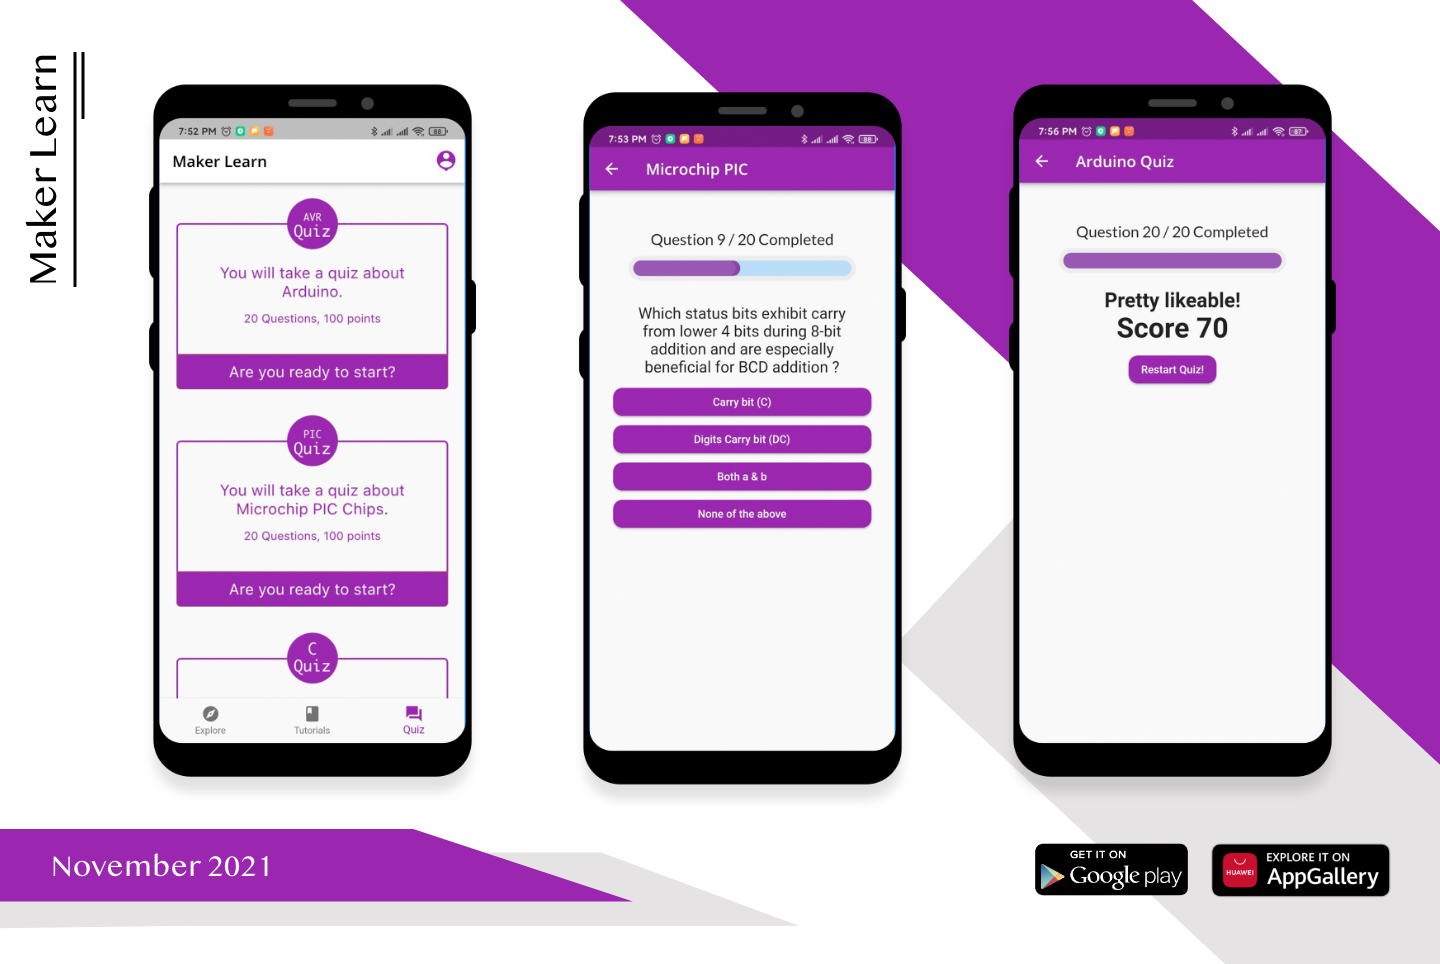 Maker Learn
7:52 PM
88
Maker Learn
AVR
Quiz
You will take a quiz about
Arduino.
20 Questions, 100 points
Are you ready to start?
PIC
Quiz
You will take a quiz about
Microchip PIC Chips.
20 Questions, 100 points
Are you ready to start?
C
Quiz
Explore
Tutorials
Quiz
7:53 PM
88
Microchip PIC
Question 9 / 20 Completed
Which status bits exhibit carry
from lower 4 bits during 8-bit
addition and are especially
beneficial for BCD addition ?
Carry bit (C)
Digits Carry bit (DC)
Both a & b
None of the above
7:56 PM
87
Arduino Quiz
Question 20 / 20 Completed
Pretty likeable!
Score 70
Restart Quiz!
November 2021
GET IT ON
Google play
HUAWEI
EXPLORE IT ON
AppGallery